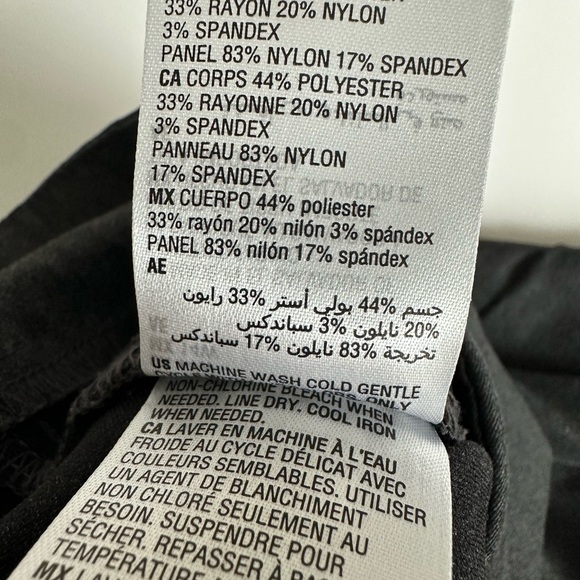 33% RAYON 20% NYLON
3% SPANDEX
PANEL 83% NYLON 17% SPANDEX
CA CORPS 44% POLYESTER
33% RAYONNE 20% NYLON
3% SPANDEX
PANNEAU 83% NYLON
17% SPANDEX
MX CUERPO 44% poliester
33% rayón 20% nilón 3% spándex
PANEL 83% nilón 17% spándex
AE
جسم 44% بولي أستر 33% رايون
20% نايلون 3% سباندكس
تخريجة 83% نايلون 17% سباندكس
US MACHINE WASH COLD GENTLE
ONLY
NON-CHLORINE BLEACH WHEN
NEEDED. LINE DRY. COOL IRON
WHEN NEEDED.
CA LAVER EN MACHINE À L'EAU
FROIDE AU CYCLE DÉLICAT AVEC
COULEURS SEMBLABLES. UTILISER
UN AGENT DE BLANCHIMENT
NON CHLORÉ SEULEMENT AU
BESOIN. SUSPENDRE POUR
SÉCHER. REPASSER À
TEMPÉRATURE
MX